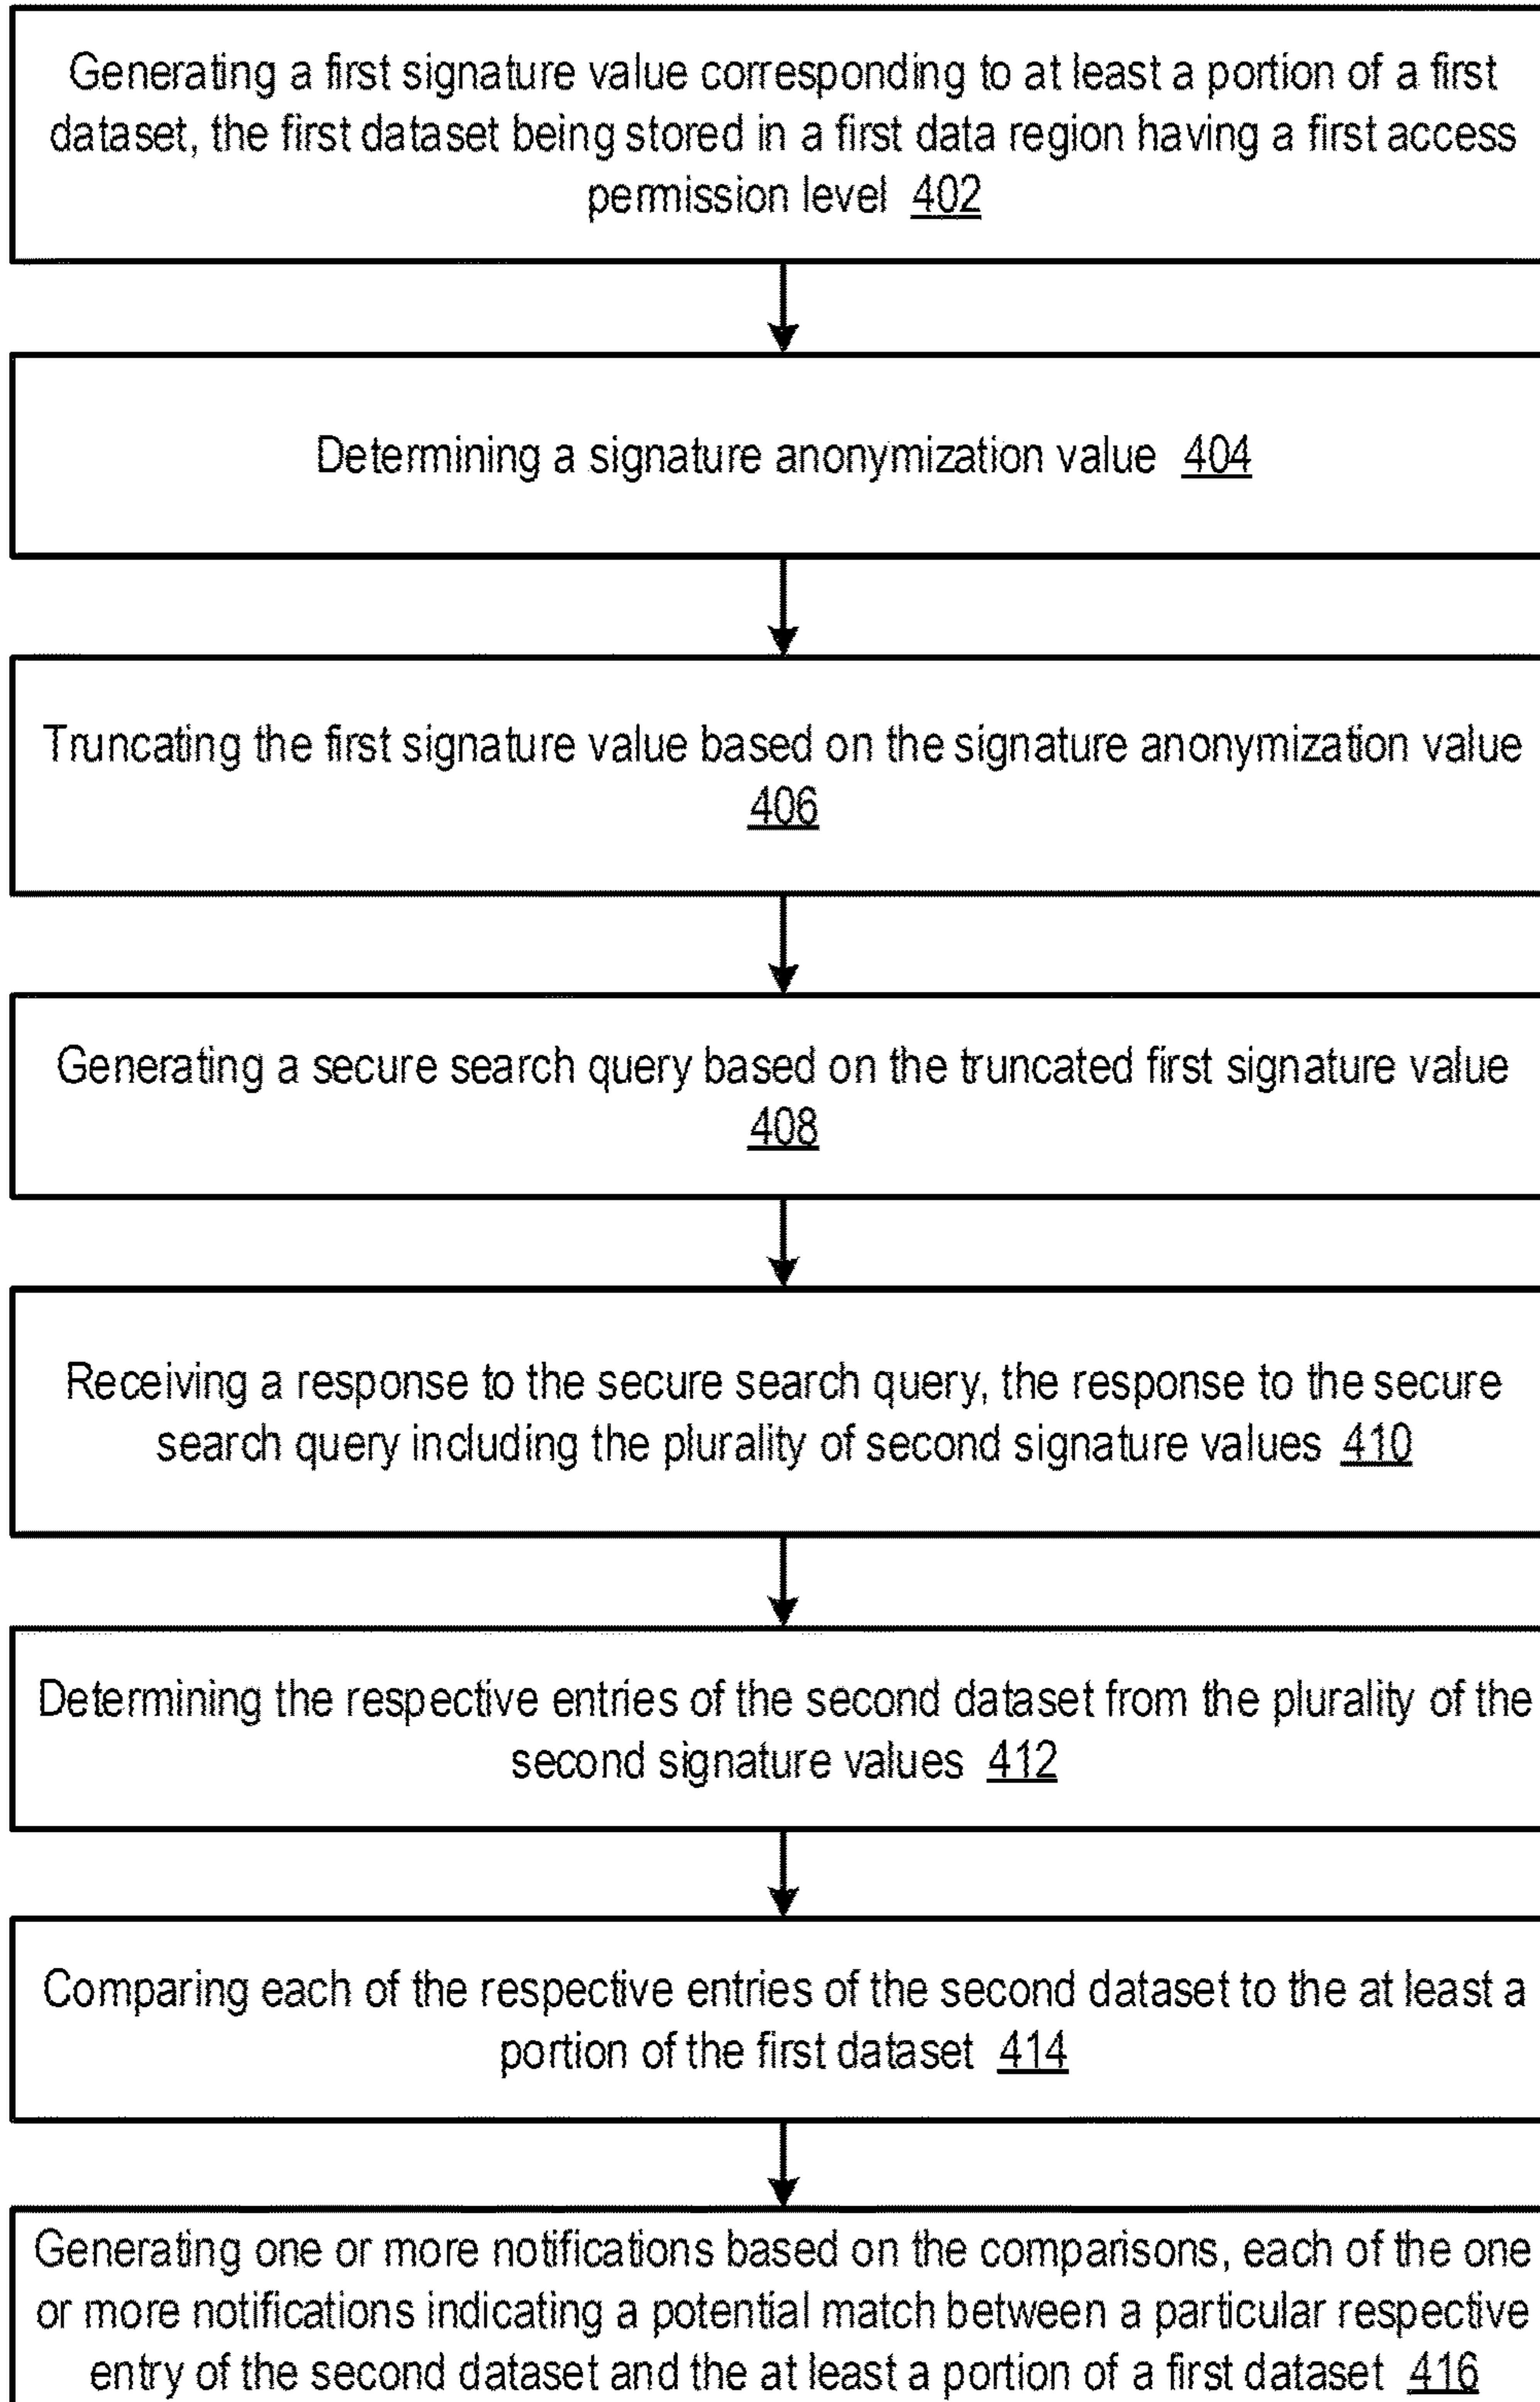 Generating a first signature value corresponding to at least a portion of a first
dataset, the first dataset being stored in a first data region having a first access
permission level 402
Determining a signature anonymization value 404
Truncating the first signature value based on the signature anonymization value
406
Generating a secure search query based on the truncated first signature value
408
Receiving a response to the secure search query, the response to the secure
search query including the plurality of second signature values 410
Determining the respective entries of the second dataset from the plurality of the
second signature values 412
Comparing each of the respective entries of the second dataset to the at least a
portion of the first dataset 414
Generating one or more notifications based on the comparisons, each of the one
or more notifications indicating a potential match between a particular respective
entry of the second dataset and the at least a portion of a first dataset 416